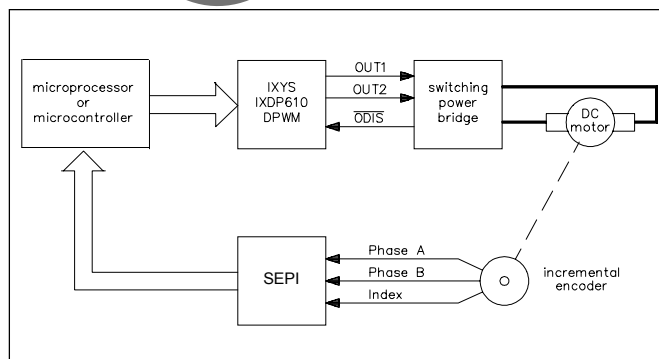 microprocessor
or
microcontroller
IXYS
IXDP610
DPWM
OUT1
OUT2
ODIS
switching
power
bridge
DC
motor
SEPI
Phase A
Phase B
Index
incremental
encoder